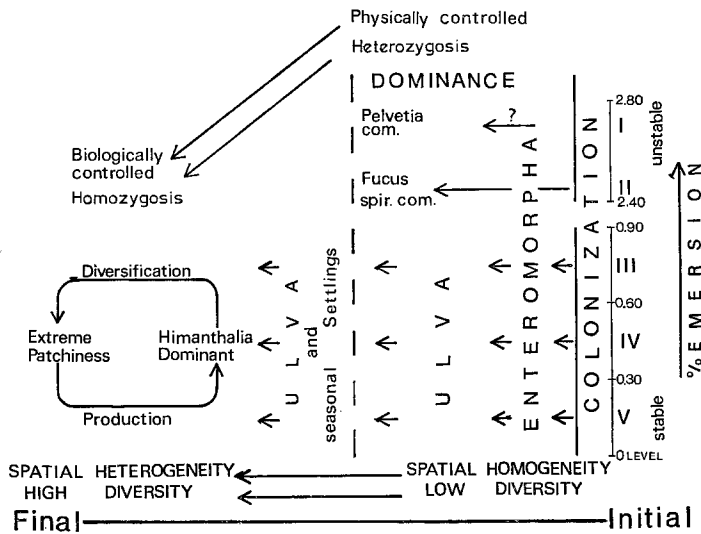 Physically controlled
Heterozygosis
DOMINANCE
Pelvetia
com.
?
2.80
I
unstable
Biologically
controlled
Homozygosis
Fucus
spir. com.
II
2.40
ENTEROMORPHA
COLONIZATION
% EMERSION
0.90
Diversification
III
ULVA
and
seasonal Settlings
ULVA
0.60
Extreme
Patchiness
Himanthalia
Dominant
IV
0.30
Production
V
stable
0 LEVEL
SPATIAL HETEROGENEITY
HIGH DIVERSITY
SPATIAL HOMOGENEITY
LOW DIVERSITY
Final
Initial